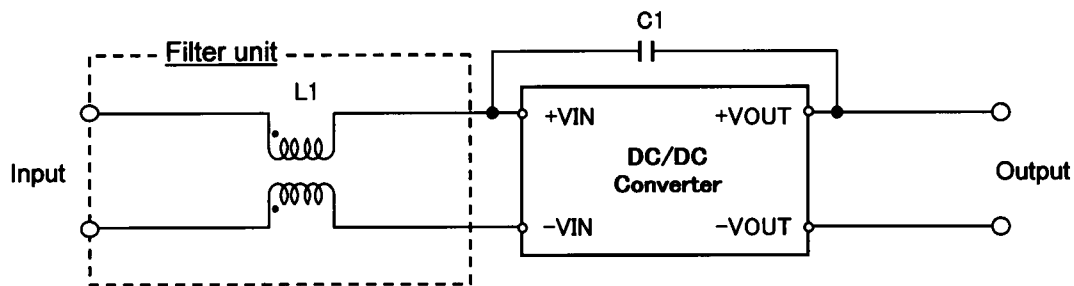 C1
Filter unit
L1
+VIN
+VOUT
DC/DC
Converter
Input
Output
−VIN
−VOUT